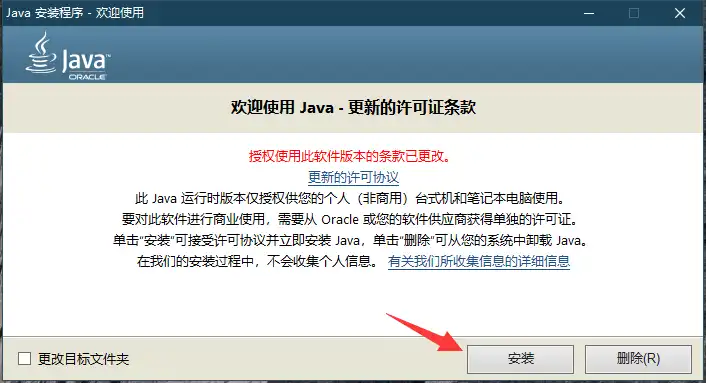 Java 安装程序 - 欢迎使用
Java™
ORACLE
欢迎使用 Java - 更新的许可证条款
授权使用此软件版本的条款已更改。
更新的许可协议
此 Java 运行时版本仅授权供您的个人（非商用）台式机和笔记本电脑使用。
要对此软件进行商业使用，需要从 Oracle 或您的软件供应商获得单独的许可证。
单击“安装”可接受许可协议并立即安装 Java，单击“删除”可从您的系统中卸载 Java。
在我们的安装过程中，不会收集个人信息。 有关我们所收集信息的详细信息
更改目标文件夹
安装
删除(R)